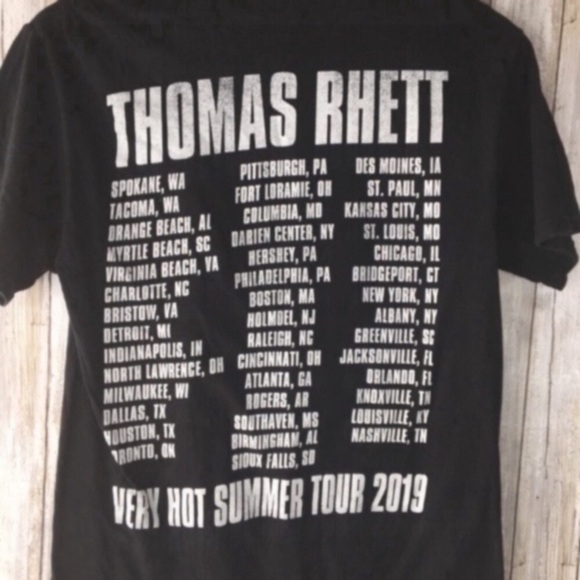 THOMAS RHETT
SPOKANE, WA
TACOMA, WA
ORANGE BEACH, AL
MYRTLE BEACH, SC
VIRGINIA BEACH, VA
CHARLOTTE, NC
BRISTOW, VA
DETROIT, MI
INDIANAPOLIS, IN
NORTH LAWRENCE, OH
MILWAUKEE, WI
DALLAS, TX
HOUSTON, TX
TORONTO, ON
PITTSBURGH, PA
FORT LORAMIE, OH
COLUMBIA, MD
DARIEN CENTER, NY
HERSHEY, PA
PHILADELPHIA, PA
BOSTON, MA
HOLMDEL, NJ
RALEIGH, NC
CINCINNATI, OH
ATLANTA, GA
ROGERS, AR
SOUTHAVEN, MS
BIRMINGHAM, AL
SIOUX FALLS, SD
DES MOINES, IA
ST. PAUL, MN
KANSAS CITY, MO
ST. LOUIS, MO
CHICAGO, IL
BRIDGEPORT, CT
NEW YORK, NY
ALBANY, NY
GREENVILLE, SC
JACKSONVILLE, FL
ORLANDO, FL
KNOXVILLE, TN
LOUISVILLE, KY
NASHVILLE, TN
VERY HOT SUMMER TOUR 2019